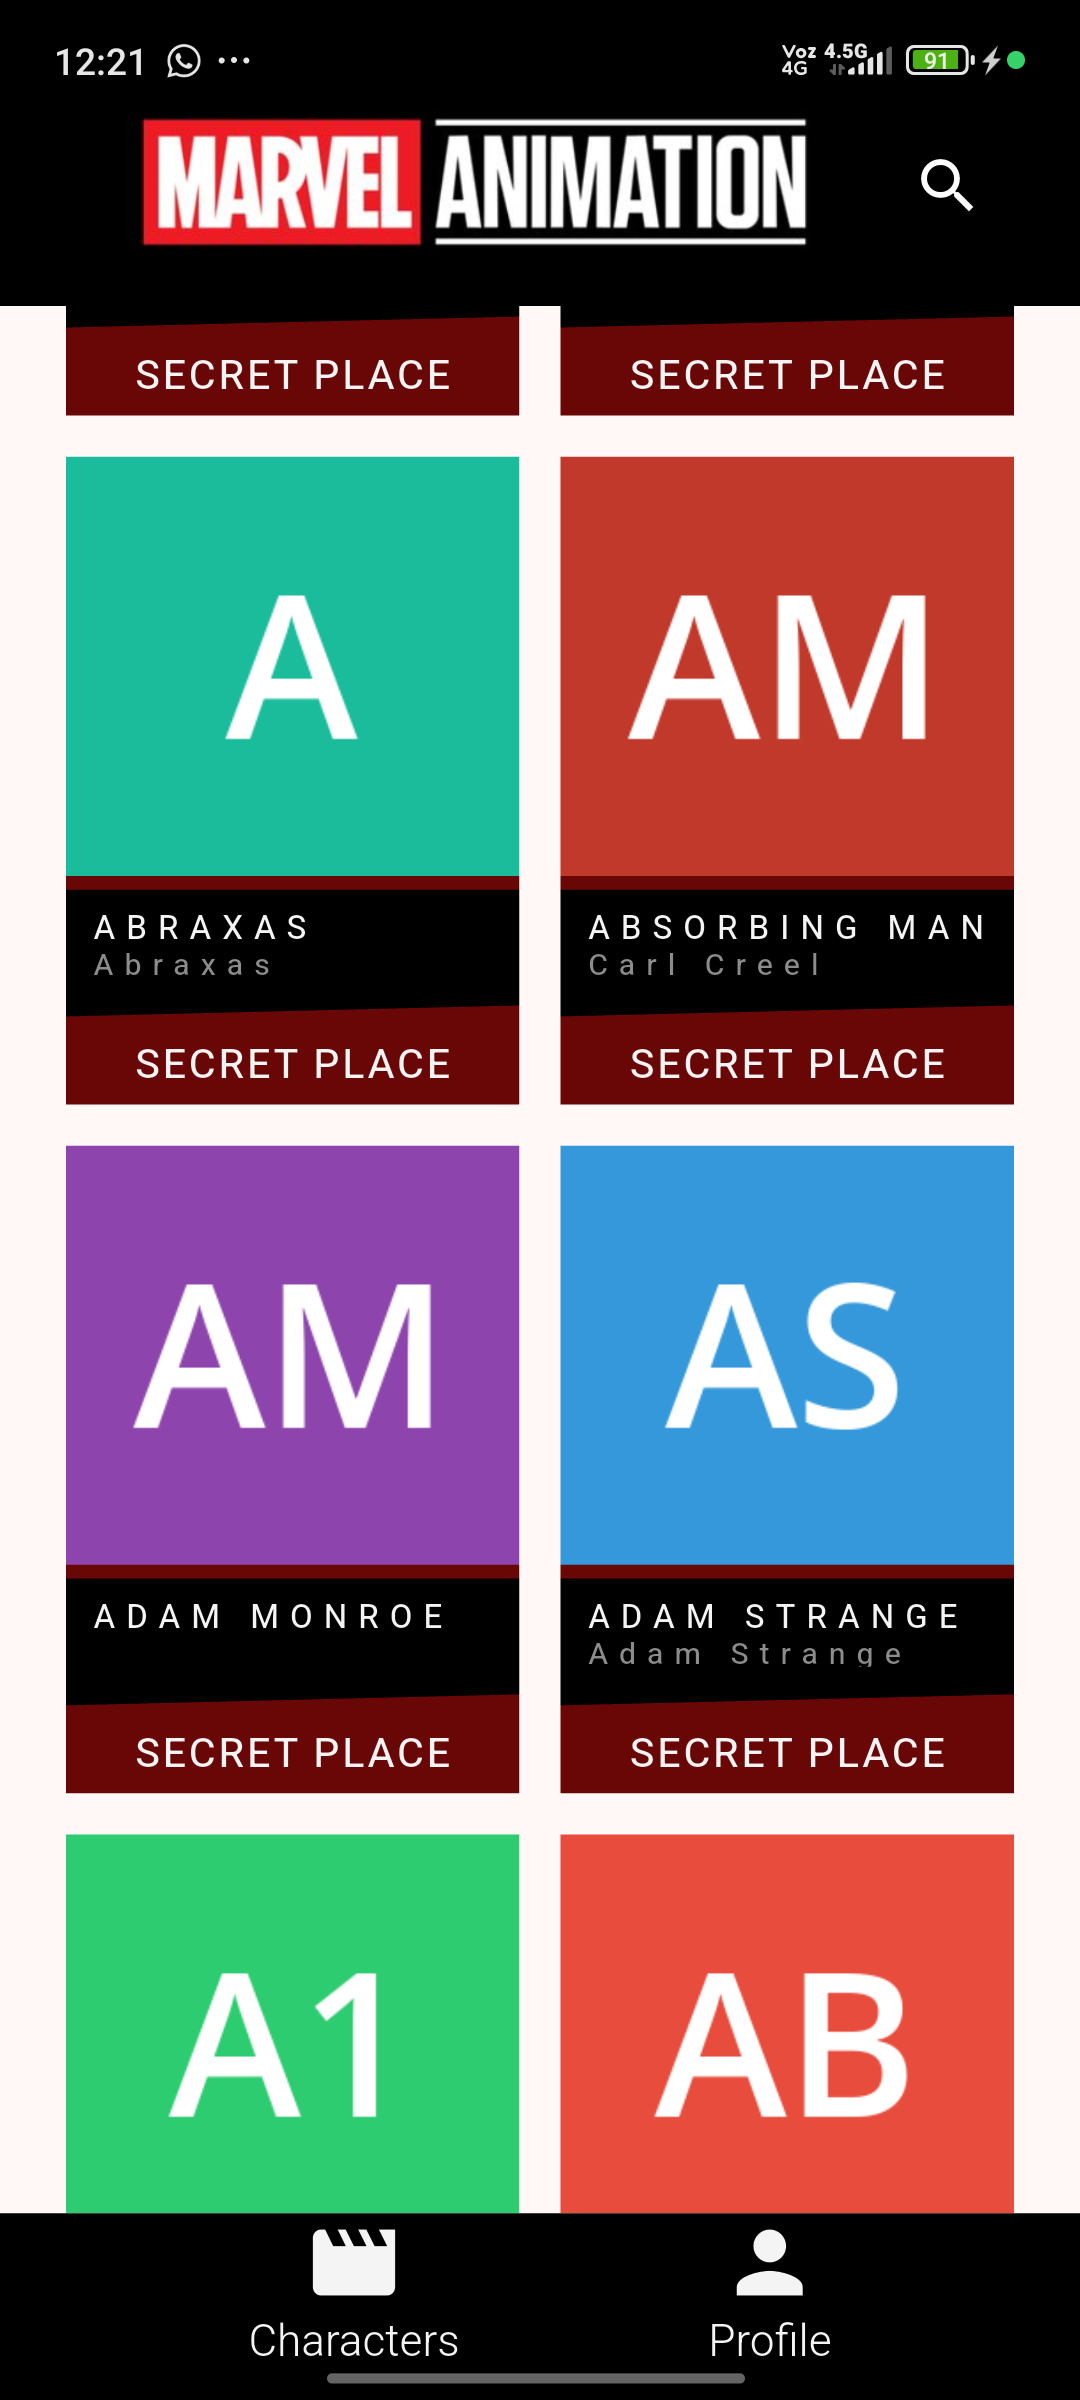 12:21
Voz 4G 4.5G 91
MARVEL ANIMATION
SECRET PLACE
SECRET PLACE
A
AM
ABRAXAS
Abraxas
ABSORBING MAN
Carl Creel
SECRET PLACE
SECRET PLACE
AM
AS
ADAM MONROE
ADAM STRANGE
Adam Strange
SECRET PLACE
SECRET PLACE
A1
AB
Characters
Profile